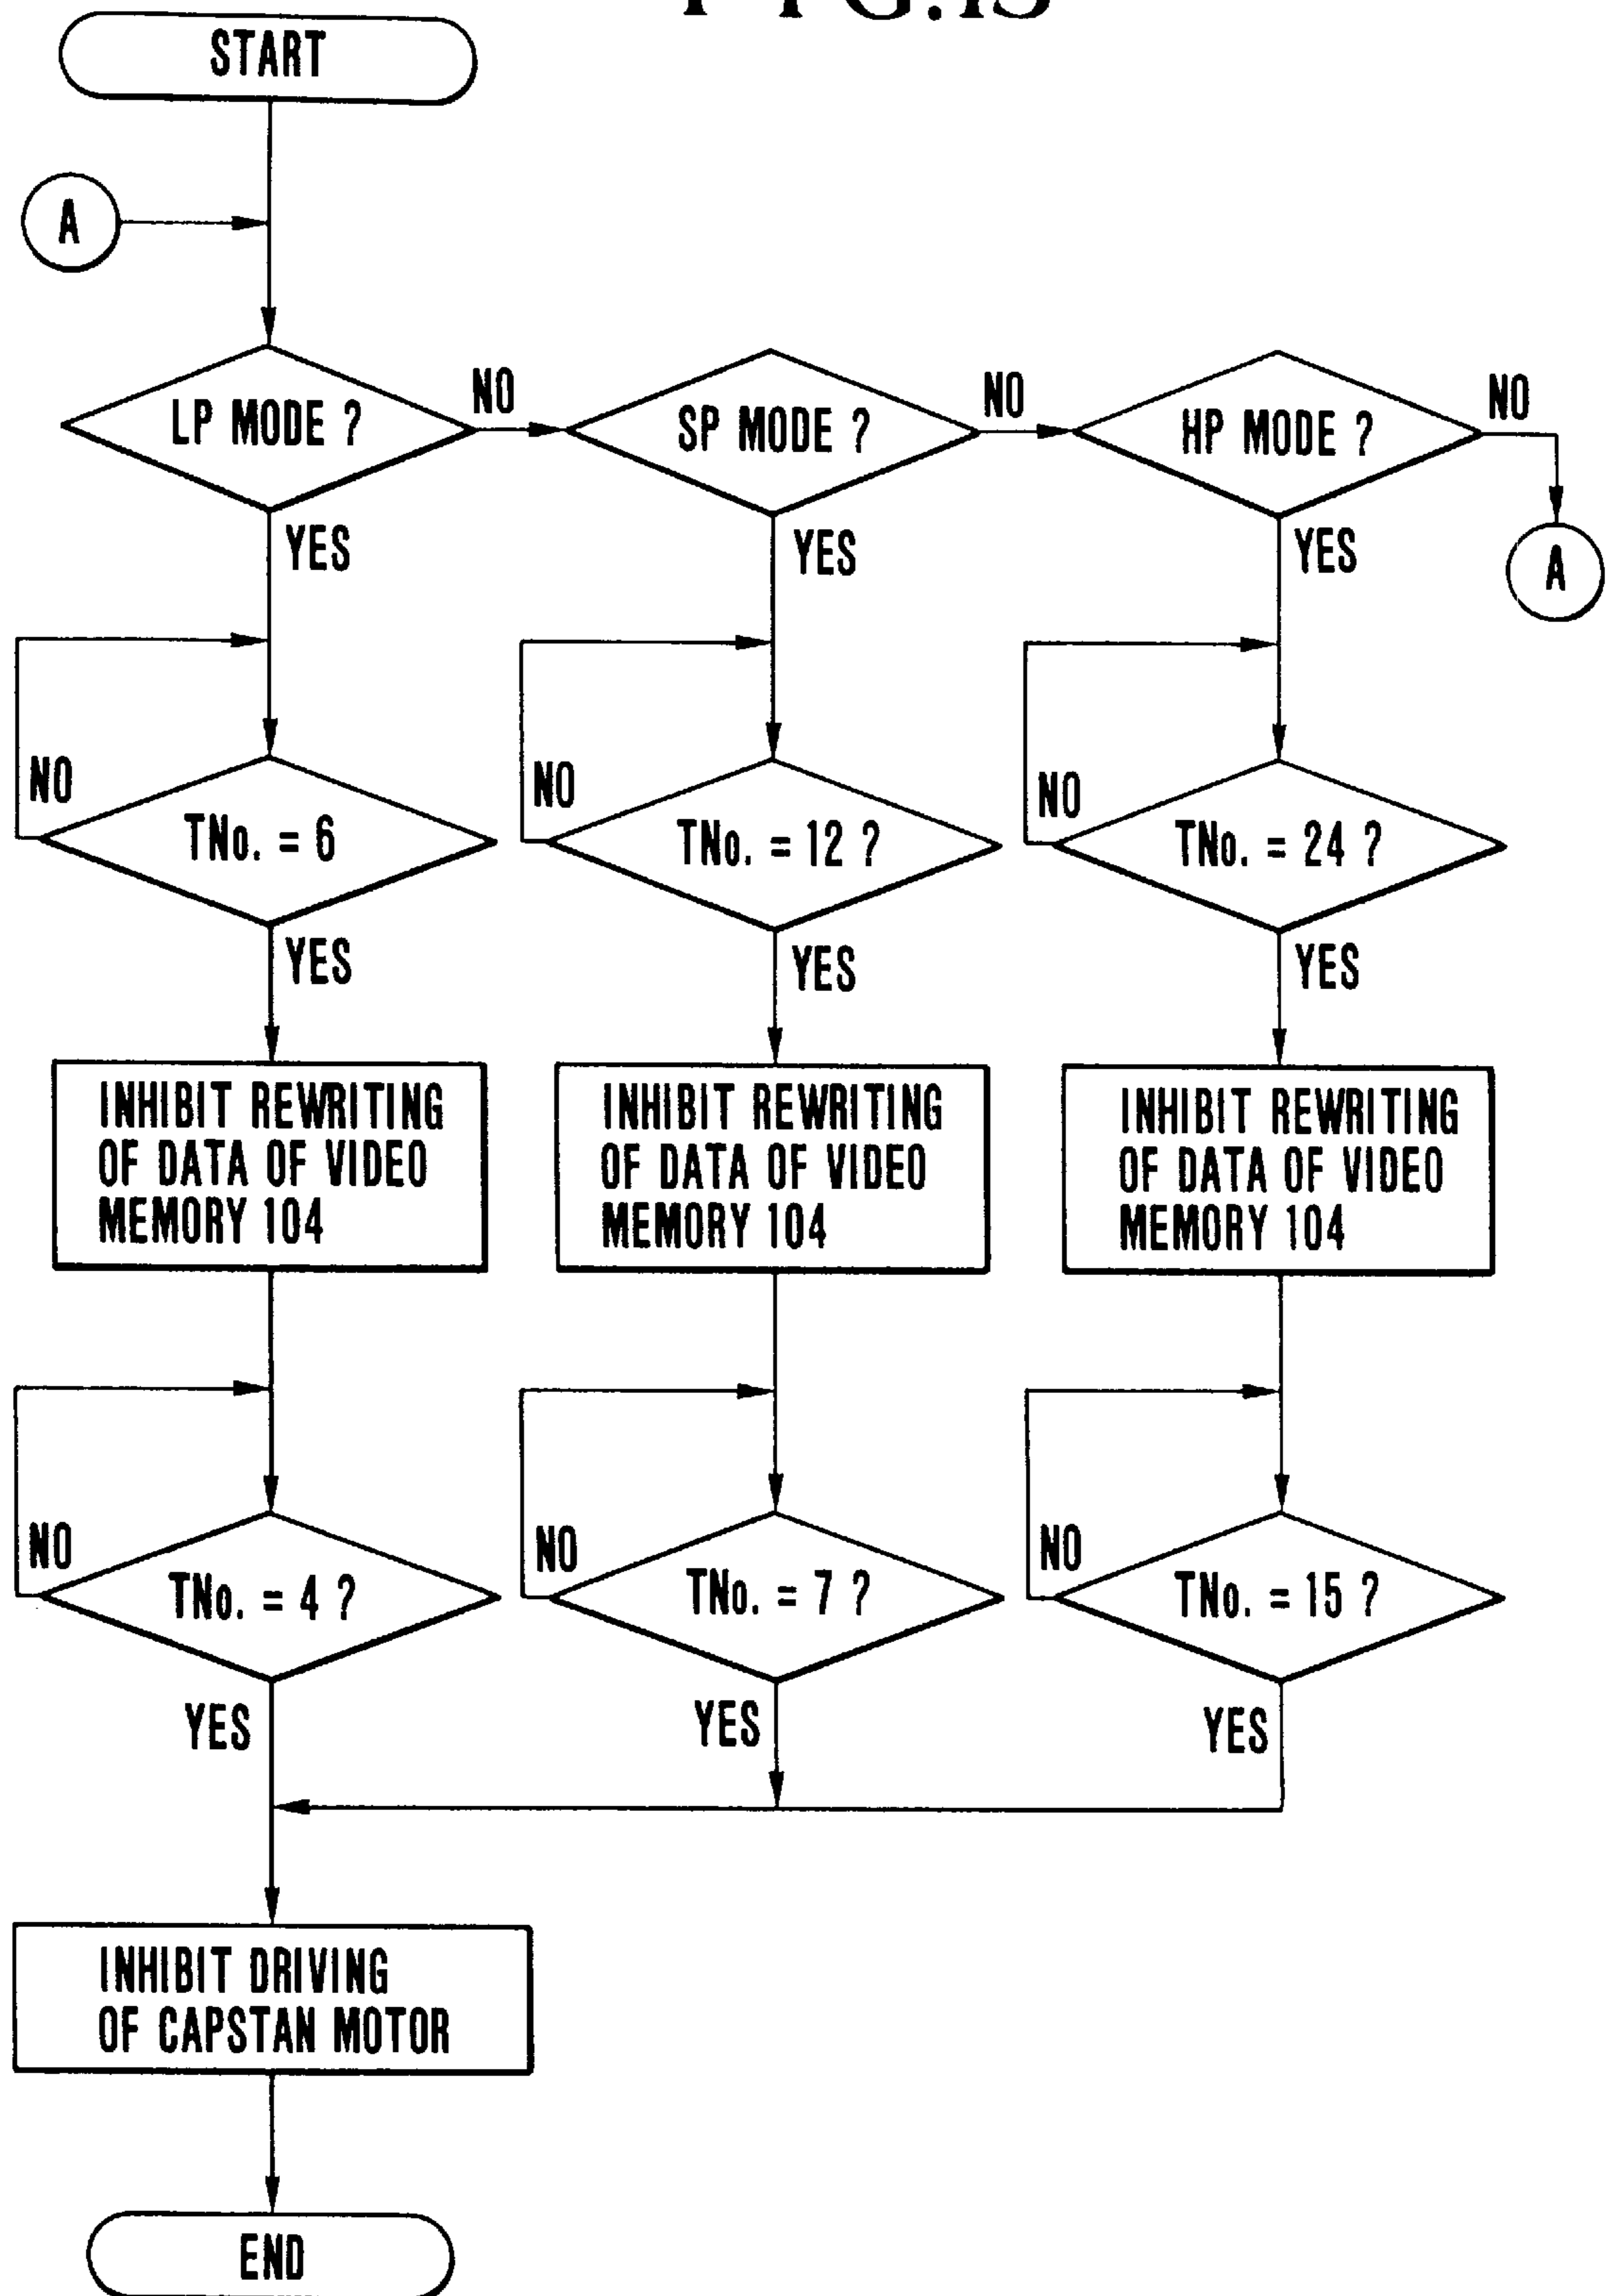 START
A
LP MODE ?
NO
SP MODE ?
NO
HP MODE ?
NO
A
YES
YES
YES
NO
TNo. = 6
NO
TNo. = 12 ?
NO
TNo. = 24 ?
YES
YES
YES
INHIBIT REWRITING
OF DATA OF VIDEO
MEMORY 104
INHIBIT REWRITING
OF DATA OF VIDEO
MEMORY 104
INHIBIT REWRITING
OF DATA OF VIDEO
MEMORY 104
NO
TNo. = 4 ?
NO
TNo. = 7 ?
NO
TNo. = 15 ?
YES
YES
YES
INHIBIT DRIVING
OF CAPSTAN MOTOR
END